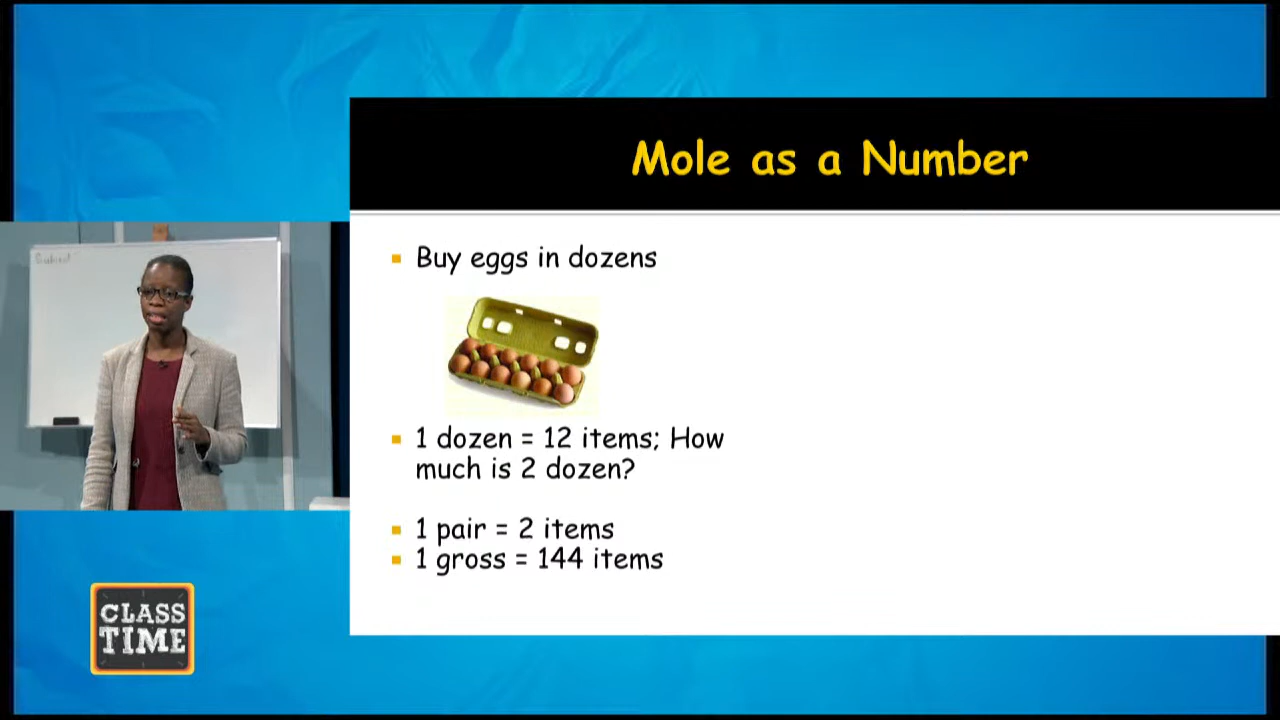 Mole as a Number
Buy eggs in dozens
1 dozen = 12 items; How
much is 2 dozen?
1 pair = 2 items
1 gross = 144 items
CLASS
TIME